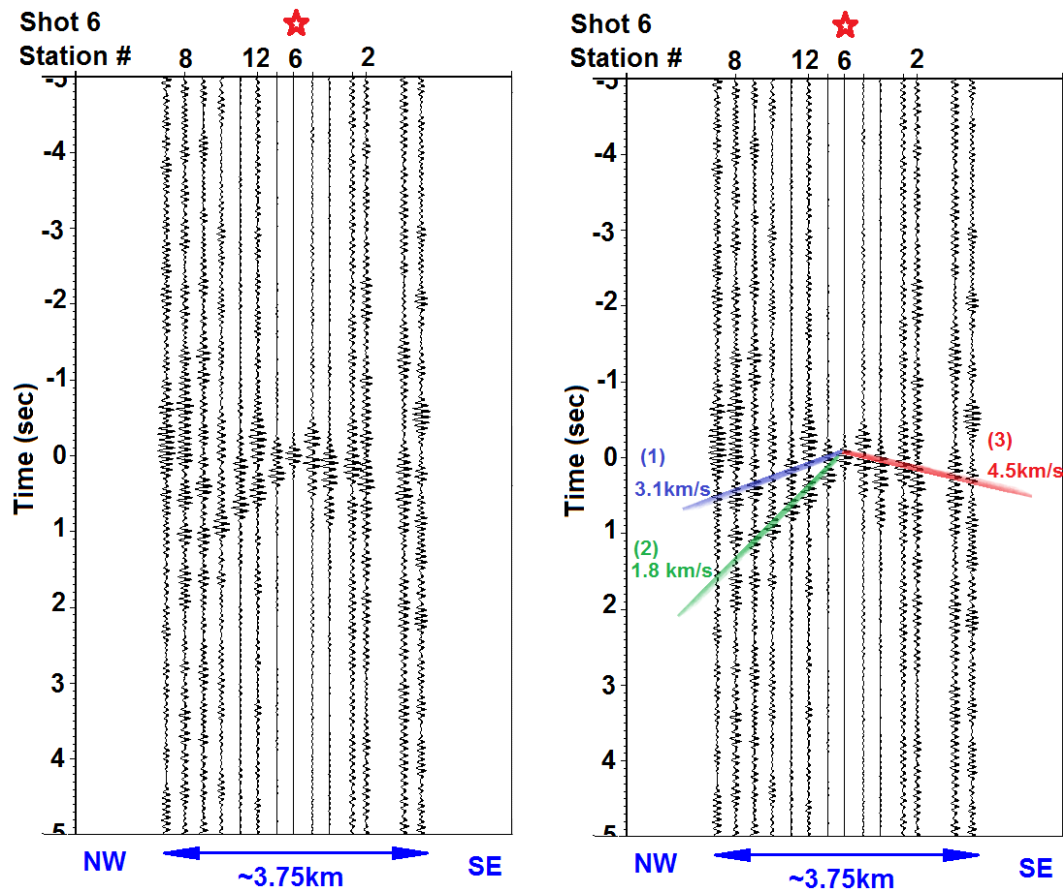 Shot 6
Station # 8 12 6 2
-5
-4
-3
-2
-1
0
1
2
3
4
5
Time (sec)
NW SE
~3.75km
Shot 6
Station # 8 12 6 2
-5
-4
-3
-2
-1
0
1
2
3
4
5
Time (sec)
(1)
3.1km/s
(2)
1.8 km/s
(3)
4.5km/s
NW SE
~3.75km